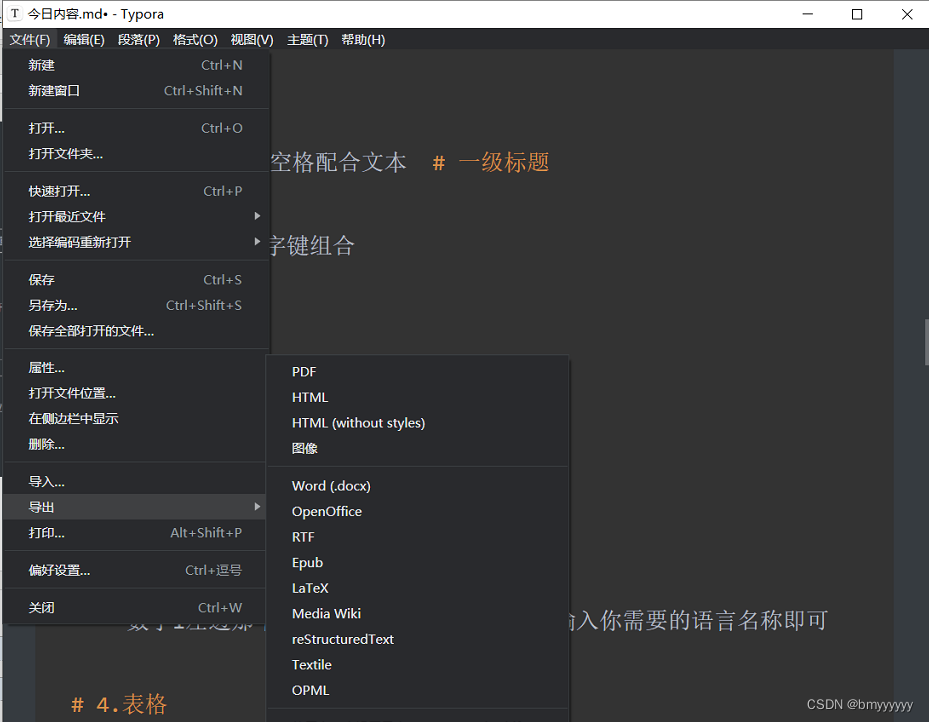 T 今日内容.md• - Typora
文件(F) 编辑(E) 段落(P) 格式(O) 视图(V) 主题(T) 帮助(H)
新建 Ctrl+N
新建窗口 Ctrl+Shift+N
打开... Ctrl+O
打开文件夹...
空格配合文本 # 一级标题
快速打开... Ctrl+P
打开最近文件
选择编码重新打开
字键组合
保存 Ctrl+S
另存为... Ctrl+Shift+S
保存全部打开的文件...
属性...
打开文件位置...
在侧边栏中显示
删除...
导入...
导出
打印... Alt+Shift+P
偏好设置... Ctrl+逗号
关闭 Ctrl+W
PDF
HTML
HTML (without styles)
图像
Word (.docx)
OpenOffice
RTF
Epub
LaTeX
Media Wiki
reStructuredText
Textile
OPML
输入你需要的语言名称即可
# 4.表格
CSDN @bmyyyyyy